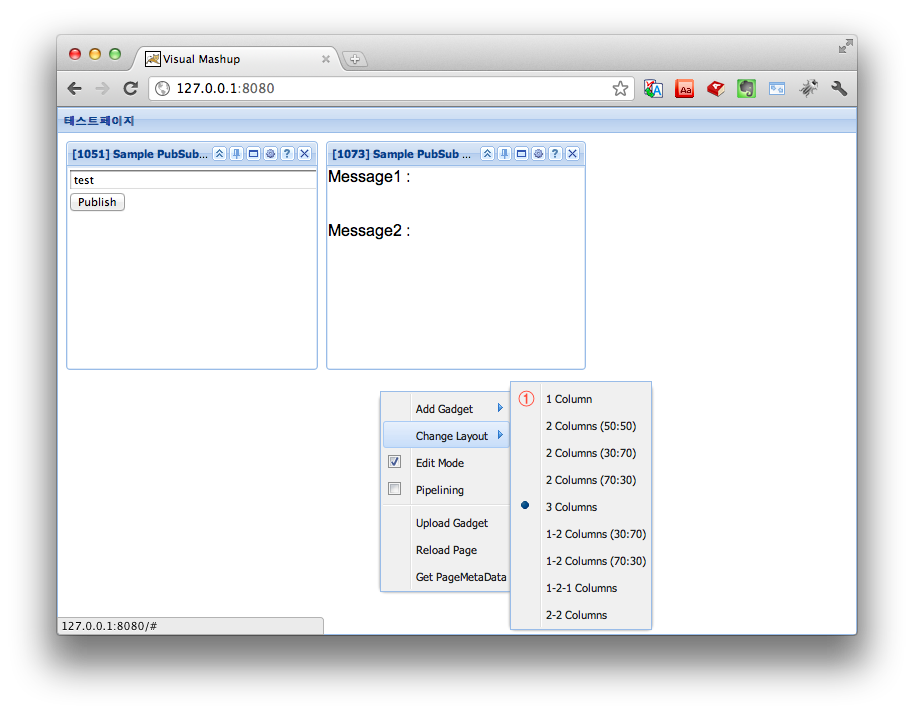 Visual Mashup
127.0.0.1:8080
Aa
테스트페이지
[1051] Sample PubSub...
?
[1073] Sample PubSub ...
?
test
Publish
Message1 :
Message2 :
Add Gadget
Change Layout
Edit Mode
Pipelining
Upload Gadget
Reload Page
Get PageMetaData
① 1 Column
2 Columns (50:50)
2 Columns (30:70)
2 Columns (70:30)
3 Columns
1-2 Columns (30:70)
1-2 Columns (70:30)
1-2-1 Columns
2-2 Columns
127.0.0.1:8080/#